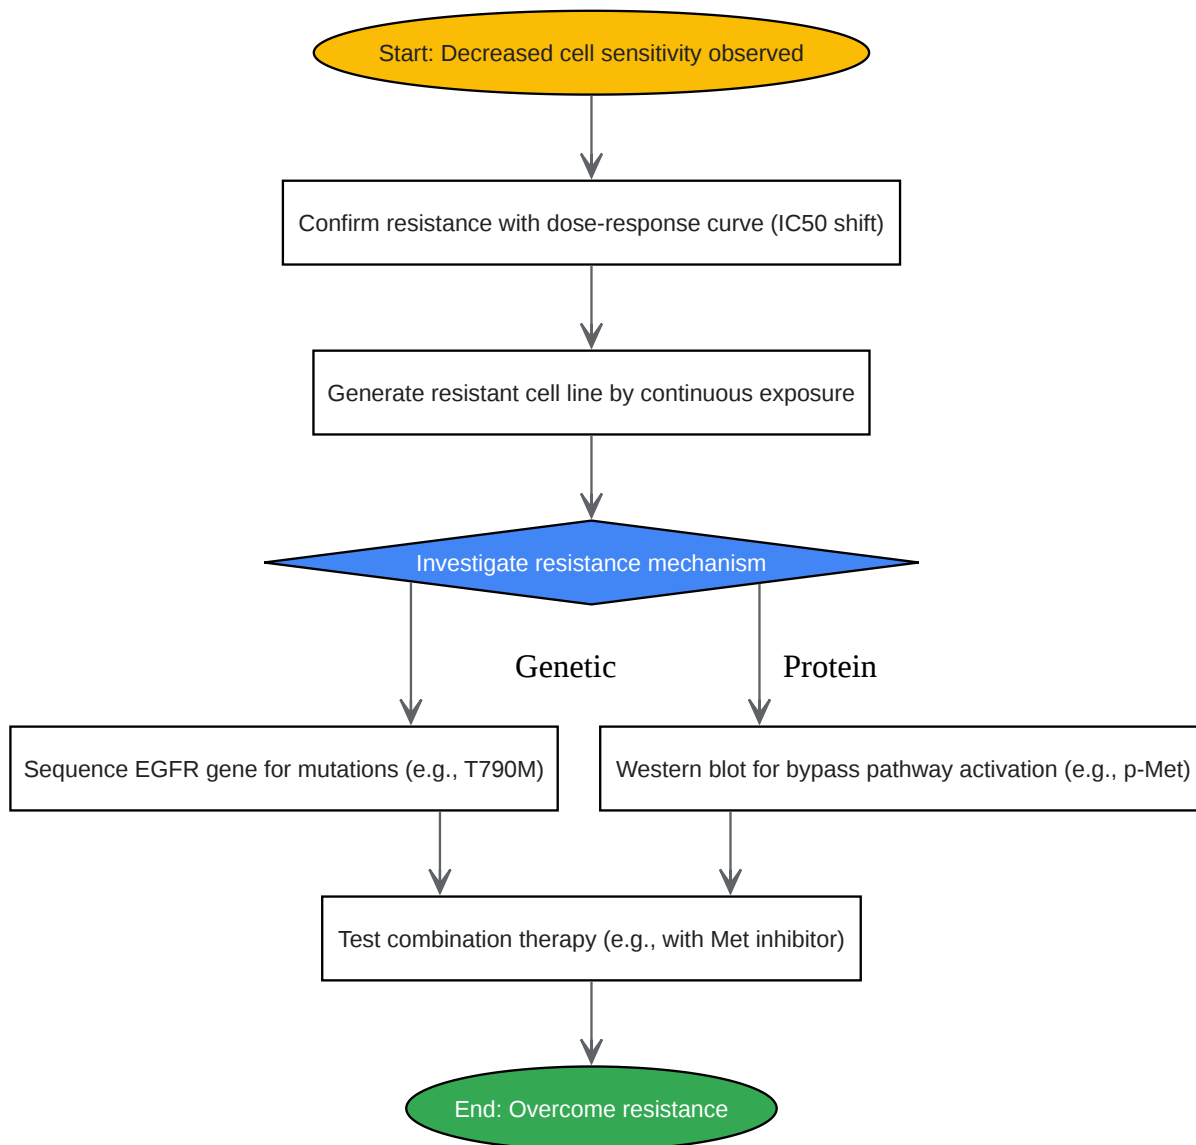 Start: Decreased cell sensitivity observed
Confirm resistance with dose-response curve (IC50 shift)
Generate resistant cell line by continuous exposure
Investigate resistance mechanism
Genetic
Protein
Sequence EGFR gene for mutations (e.g., T790M)
Western blot for bypass pathway activation (e.g., p-Met)
Test combination therapy (e.g., with Met inhibitor)
End: Overcome resistance